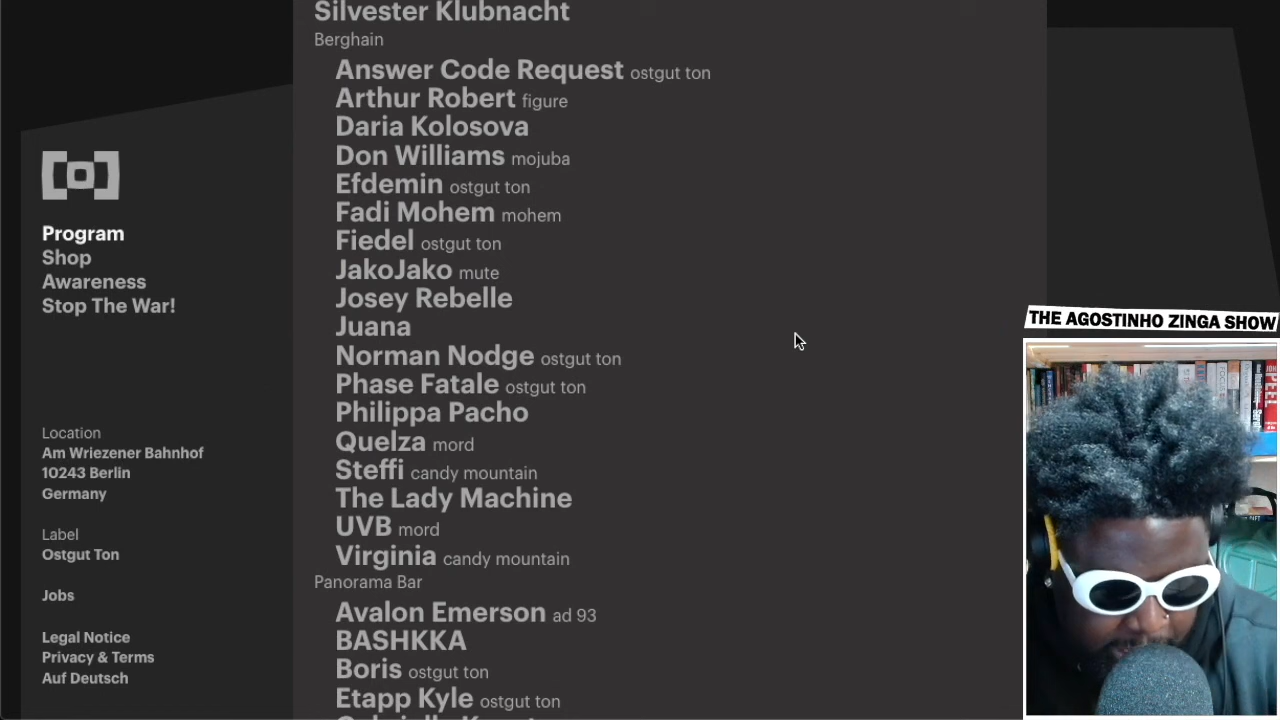 Silvester Klubnacht
Berghain
Answer Code Request ostgut ton
Arthur Robert figure
Daria Kolosova
Don Williams mojuba
Efdemin ostgut ton
Fadi Mohem mohem
Fiedel ostgut ton
JakoJako mute
Josey Rebelle
Juana
Norman Nodge ostgut ton
Phase Fatale ostgut ton
Philippa Pacho
Quelza mord
Steffi candy mountain
The Lady Machine
UVB mord
Virginia candy mountain
Panorama Bar
Avalon Emerson ad 93
BASHKKA
Boris ostgut ton
Etapp Kyle ostgut ton
Program
Shop
Awareness
Stop The War!
Location
Am Wriezener Bahnhof
10243 Berlin
Germany
Label
Ostgut Ton
Jobs
Legal Notice
Privacy & Terms
Auf Deutsch
THE AGOSTINHO ZINGA SHOW